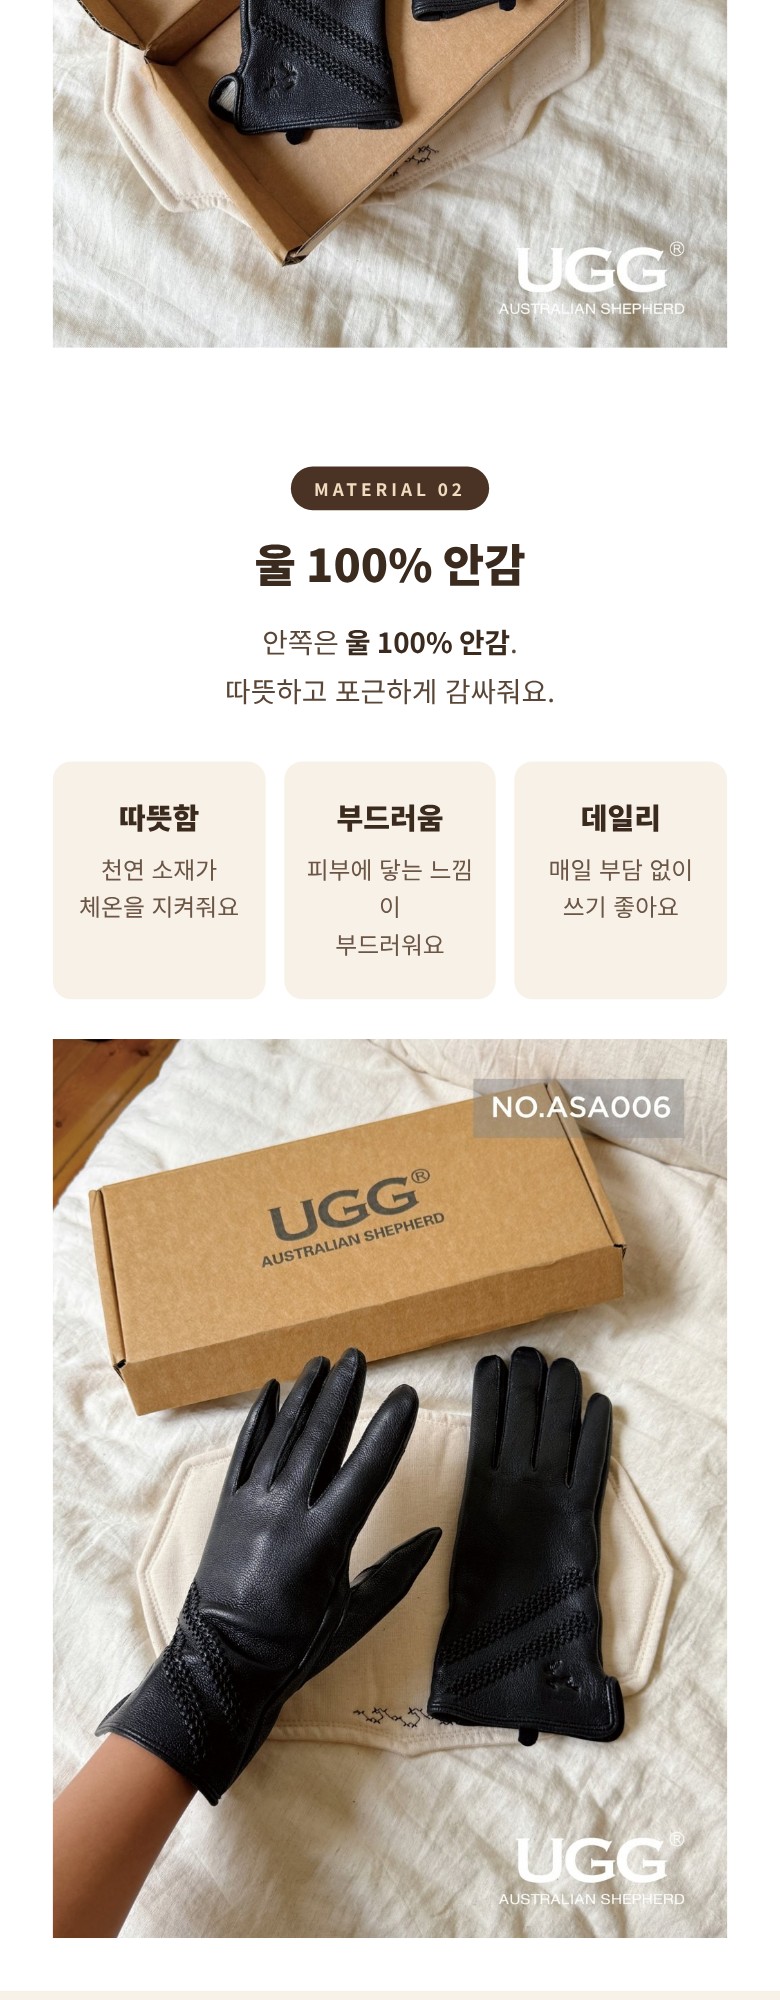 UGG®
AUSTRALIAN SHEPHERD
MATERIAL 02
울 100% 안감
안쪽은 울 100% 안감.
따뜻하고 포근하게 감싸줘요.
따뜻함
천연 소재가
체온을 지켜줘요
부드러움
피부에 닿는 느낌
이
부드러워요
데일리
매일 부담 없이
쓰기 좋아요
NO.ASA006
UGG®
AUSTRALIAN SHEPHERD
UGG®
AUSTRALIAN SHEPHERD